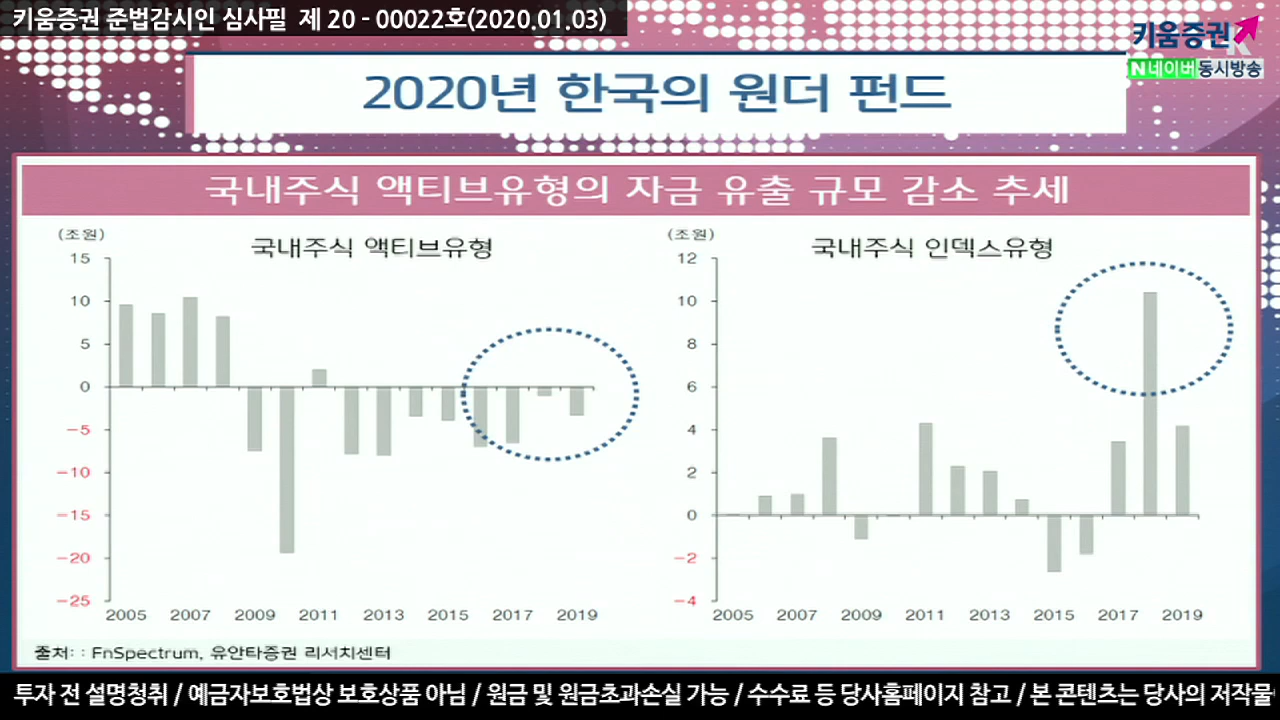 키움증권 준법감시인 심사필 제 20 - 00022호(2020.01.03)
키움증권
N 네이버 동시방송
2020년 한국의 원더 펀드
국내주식 액티브유형의 자금 유출 규모 감소 추세
(조원)
국내주식 액티브유형
15
10
5
0
-5
-10
-15
-20
-25
2005 2007 2009 2011 2013 2015 2017 2019
(조원)
국내주식 인덱스유형
12
10
8
6
4
2
0
-2
-4
2005 2007 2009 2011 2013 2015 2017 2019
출처: : FnSpectrum, 유안타증권 리서치센터
투자 전 설명청취 / 예금자보호법상 보호상품 아님 / 원금 및 원금초과손실 가능 / 수수료 등 당사홈페이지 참고 / 본 콘텐츠는 당사의 저작물